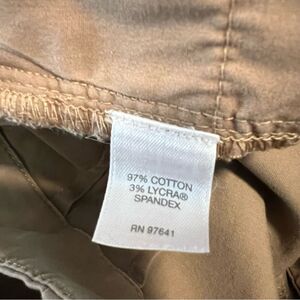 97% COTTON
3% LYCRA®
SPANDEX
RN 97641